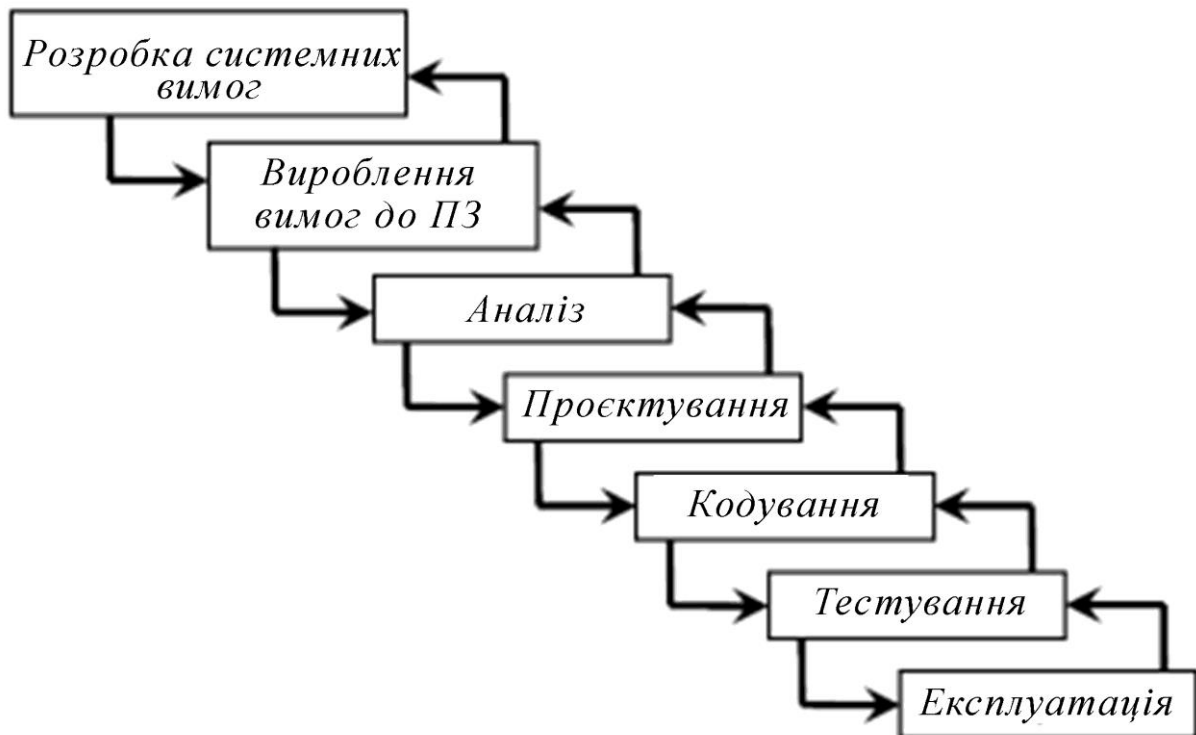 Розробка системних
вимог
Вироблення
вимог до ПЗ
Аналіз
Проєктування
Кодування
Тестування
Експлуатація